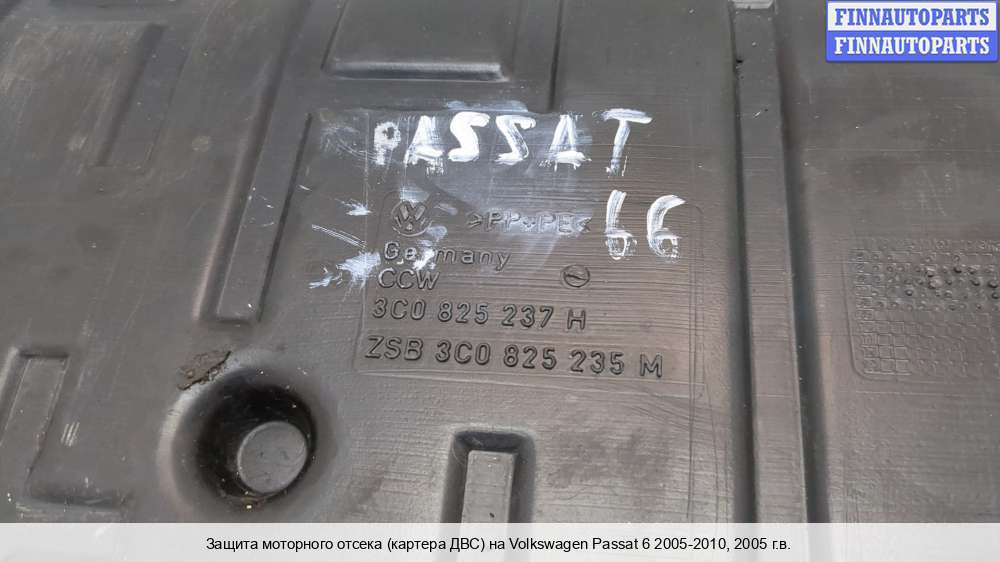 FINNAUTOPARTS
FINNAUTOPARTS
PASSAT
B6
>PP+PE<
Germany
CCW
3C0 825 237 H
ZSB 3C0 825 235 M
Защита моторного отсека (картера ДВС) на Volkswagen Passat 6 2005-2010, 2005 г.в.